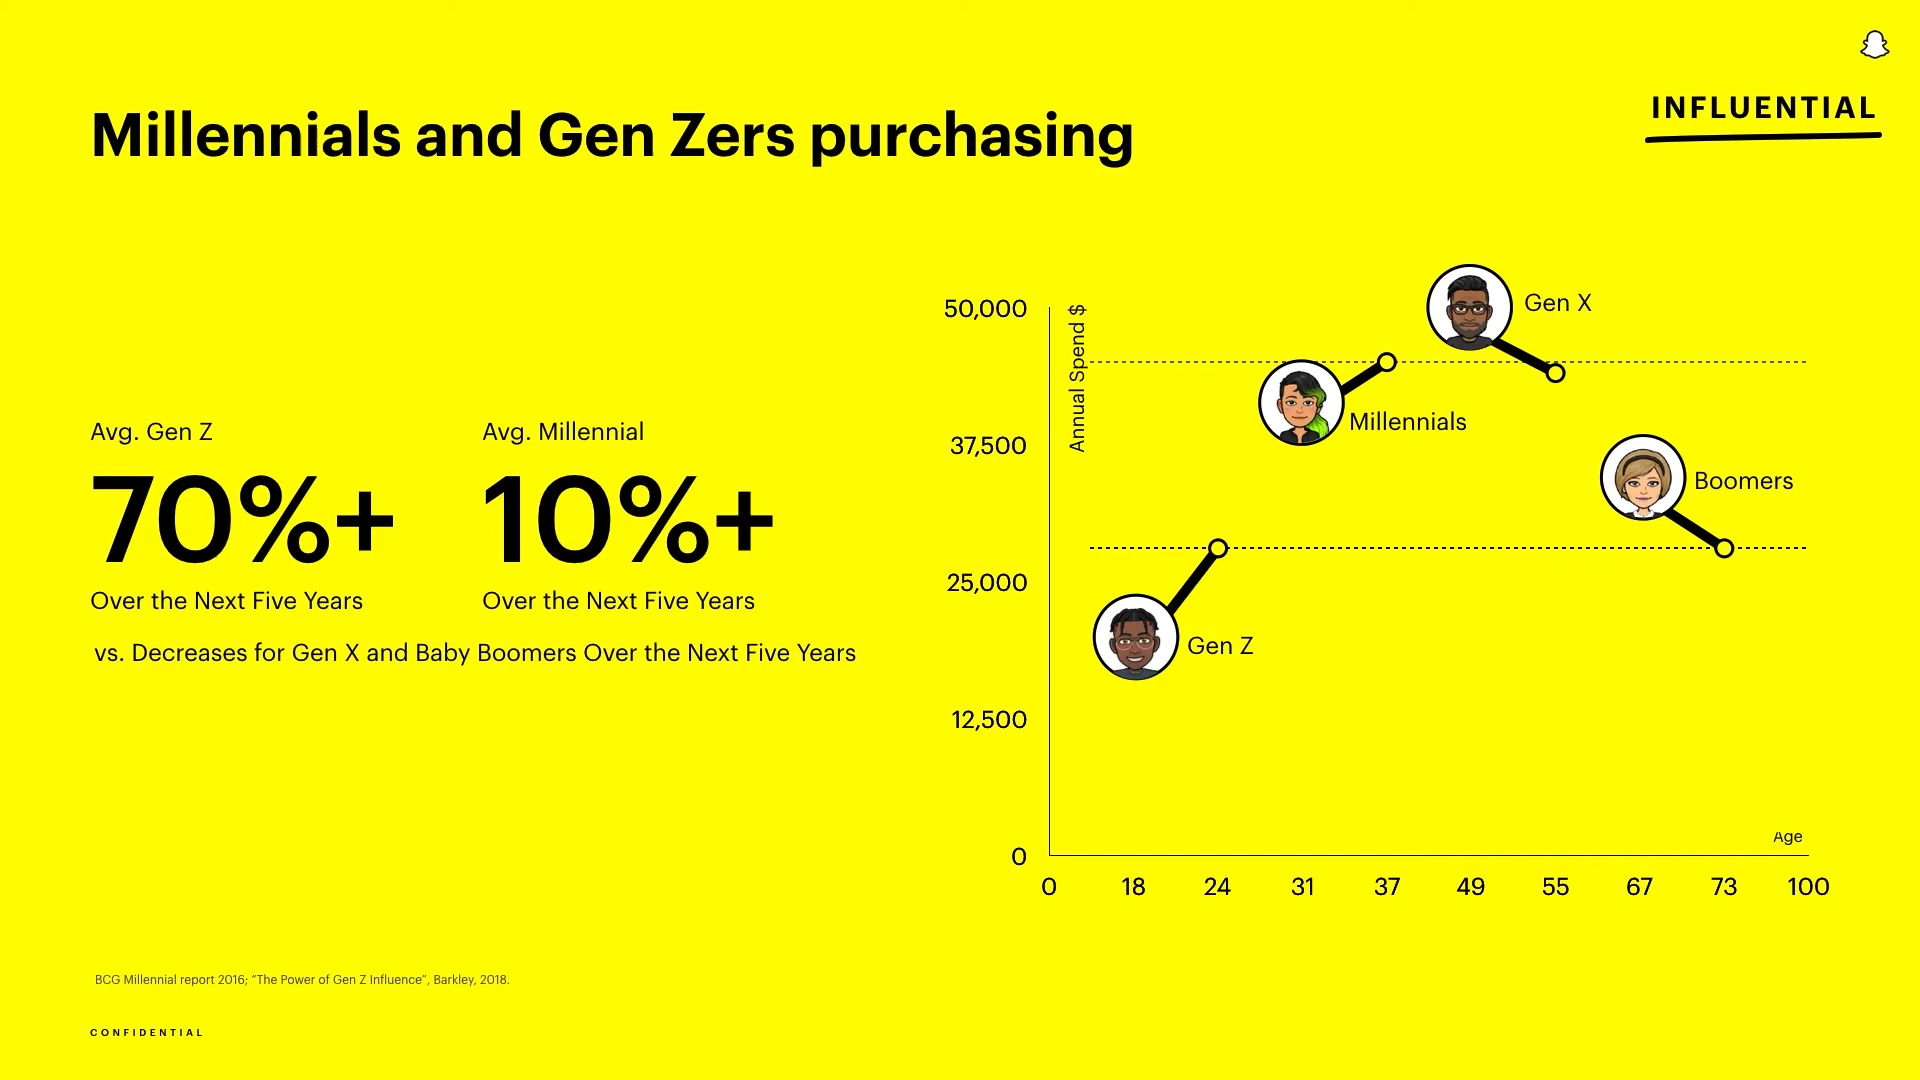 INFLUENTIAL
Millennials and Gen Zers purchasing
Avg. Gen Z
70%+
Over the Next Five Years
Avg. Millennial
10%+
Over the Next Five Years
vs. Decreases for Gen X and Baby Boomers Over the Next Five Years
Annual Spend $
50,000
37,500
25,000
12,500
0
Gen X
Millennials
Boomers
Gen Z
Age
0 18 24 31 37 49 55 67 73 100
BCG Millennial report 2016; “The Power of Gen Z Influence”, Barkley, 2018.
CONFIDENTIAL